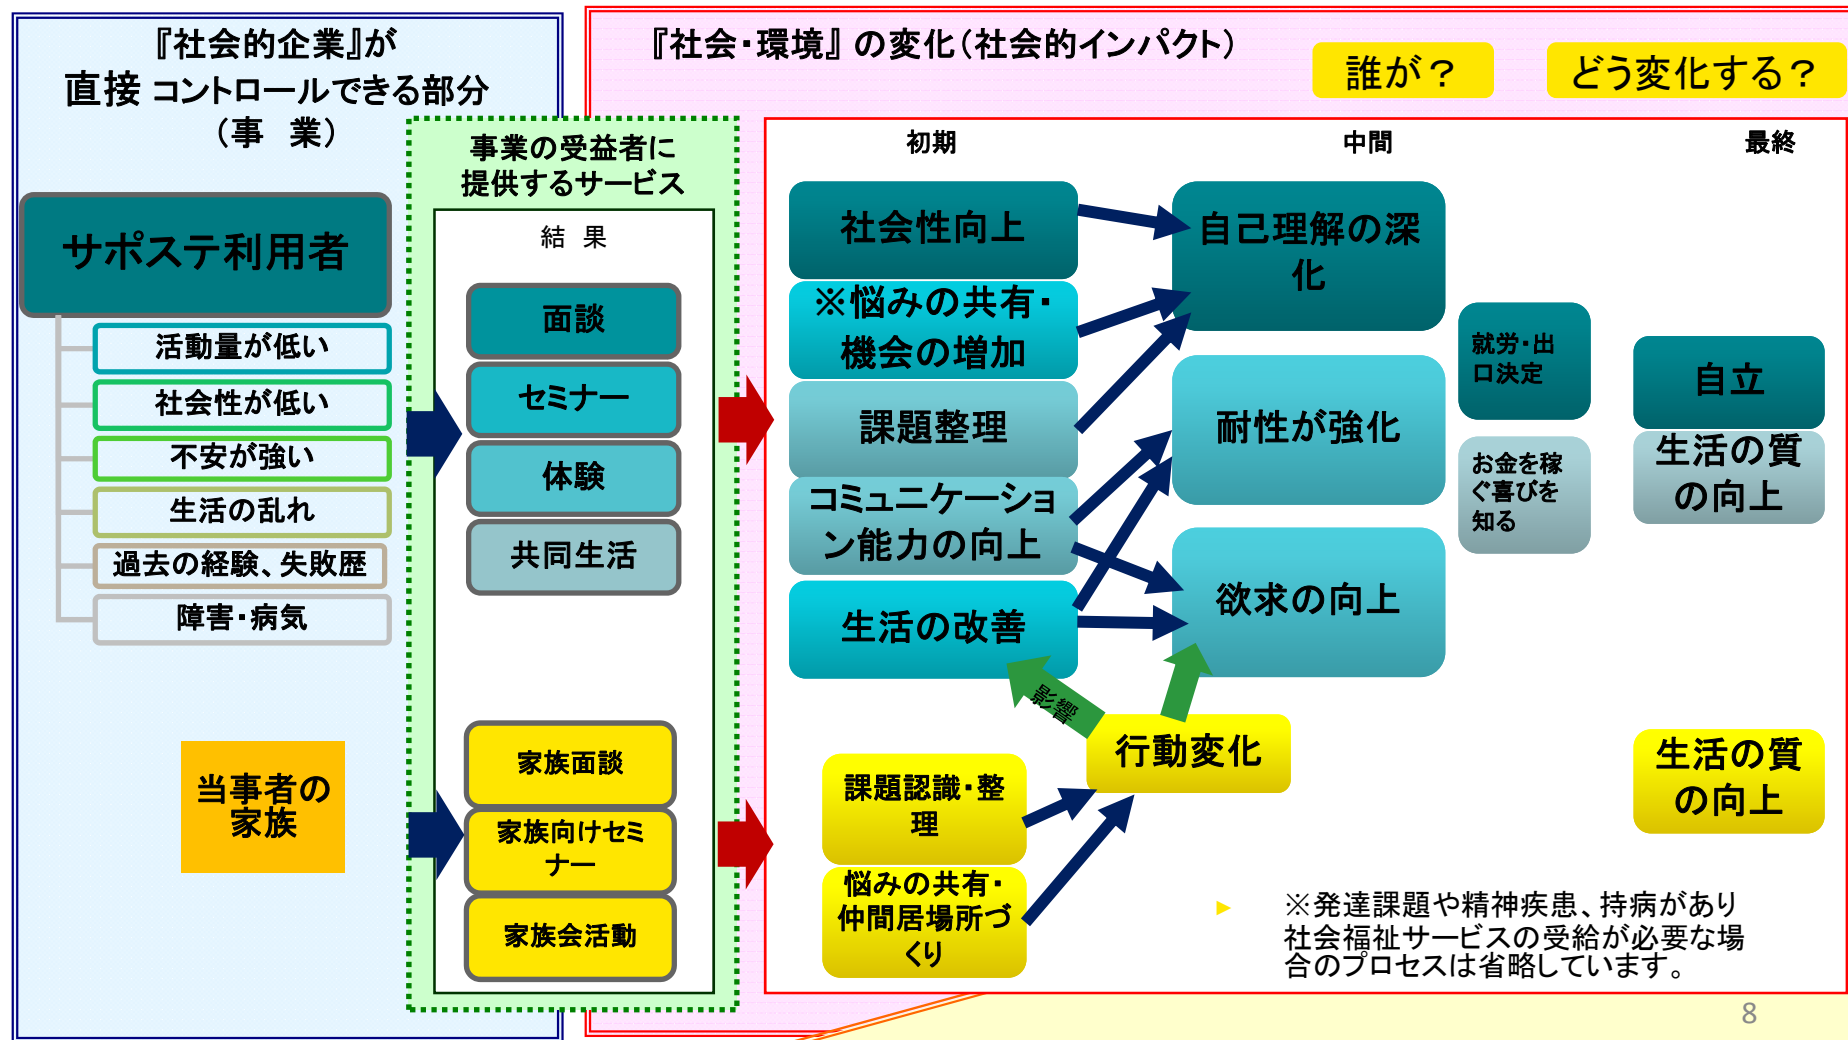 『社会的企業』が
直接 コントロールできる部分
（事　業）
『社会・環境』 の変化（社会的インパクト）
誰が？
どう変化する？
事業の受益者に
提供するサービス
結　果
初期
中間
最終
サポステ利用者
活動量が低い
社会性が低い
不安が強い
生活の乱れ
過去の経験、失敗歴
障害・病気
面談
セミナー
体験
共同生活
社会性向上
※悩みの共有・
機会の増加
課題整理
コミュニケーショ
ン能力の向上
生活の改善
自己理解の深
化
耐性が強化
欲求の向上
就労・出
口決定
お金を稼
ぐ喜びを
知る
自立
生活の質
の向上
当事者の
家族
家族面談
家族向けセミ
ナー
家族会活動
影響
行動変化
課題認識・整
理
悩みの共有・
仲間居場所づ
くり
生活の質
の向上
※発達課題や精神疾患、持病があり
社会福祉サービスの受給が必要な場
合のプロセスは省略しています。
8